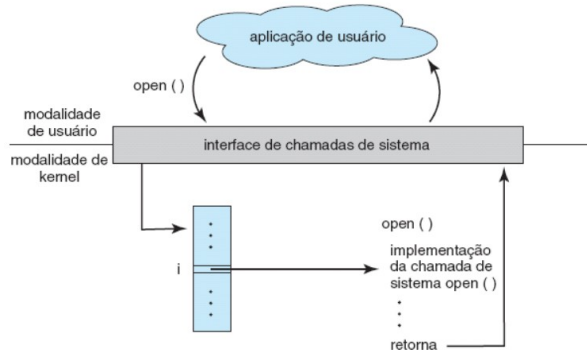 aplicação de usuário
open ( )
modalidade
de usuário
interface de chamadas de sistema
modalidade de
kernel
i
open ( )
implementação
da chamada de
sistema open ( )
retorna